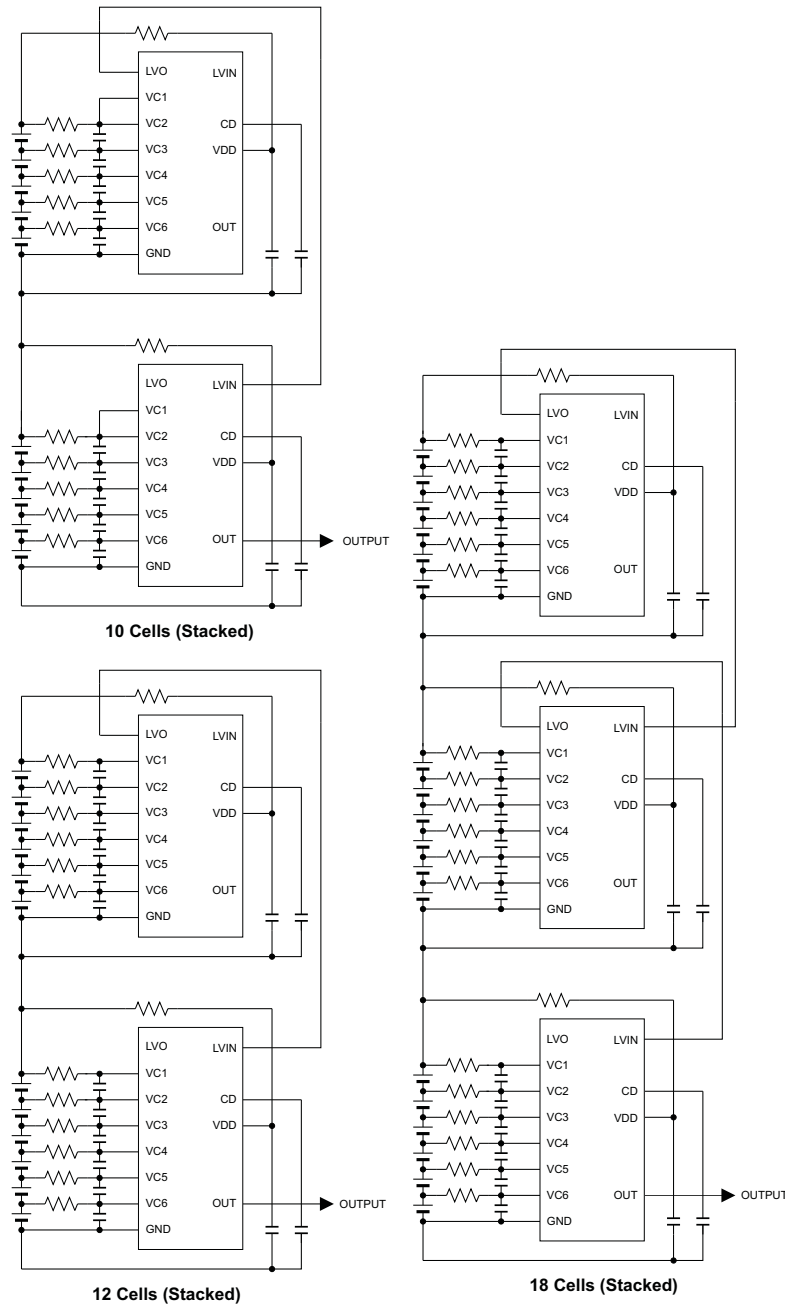 LVO LVIN
VC1
VC2 CD
VC3 VDD
VC4
VC5
VC6 OUT
GND
LVO LVIN
VC1
VC2 CD
VC3 VDD
VC4
VC5
VC6 OUT OUTPUT
GND
10 Cells (Stacked)
LVO LVIN
VC1
VC2 CD
VC3 VDD
VC4
VC5
VC6 OUT
GND
LVO LVIN
VC1
VC2 CD
VC3 VDD
VC4
VC5
VC6 OUT OUTPUT
GND
12 Cells (Stacked)
LVO LVIN
VC1
VC2 CD
VC3 VDD
VC4
VC5
VC6 OUT
GND
LVO LVIN
VC1
VC2 CD
VC3 VDD
VC4
VC5
VC6 OUT
GND
LVO LVIN
VC1
VC2 CD
VC3 VDD
VC4
VC5
VC6 OUT OUTPUT
GND
18 Cells (Stacked)